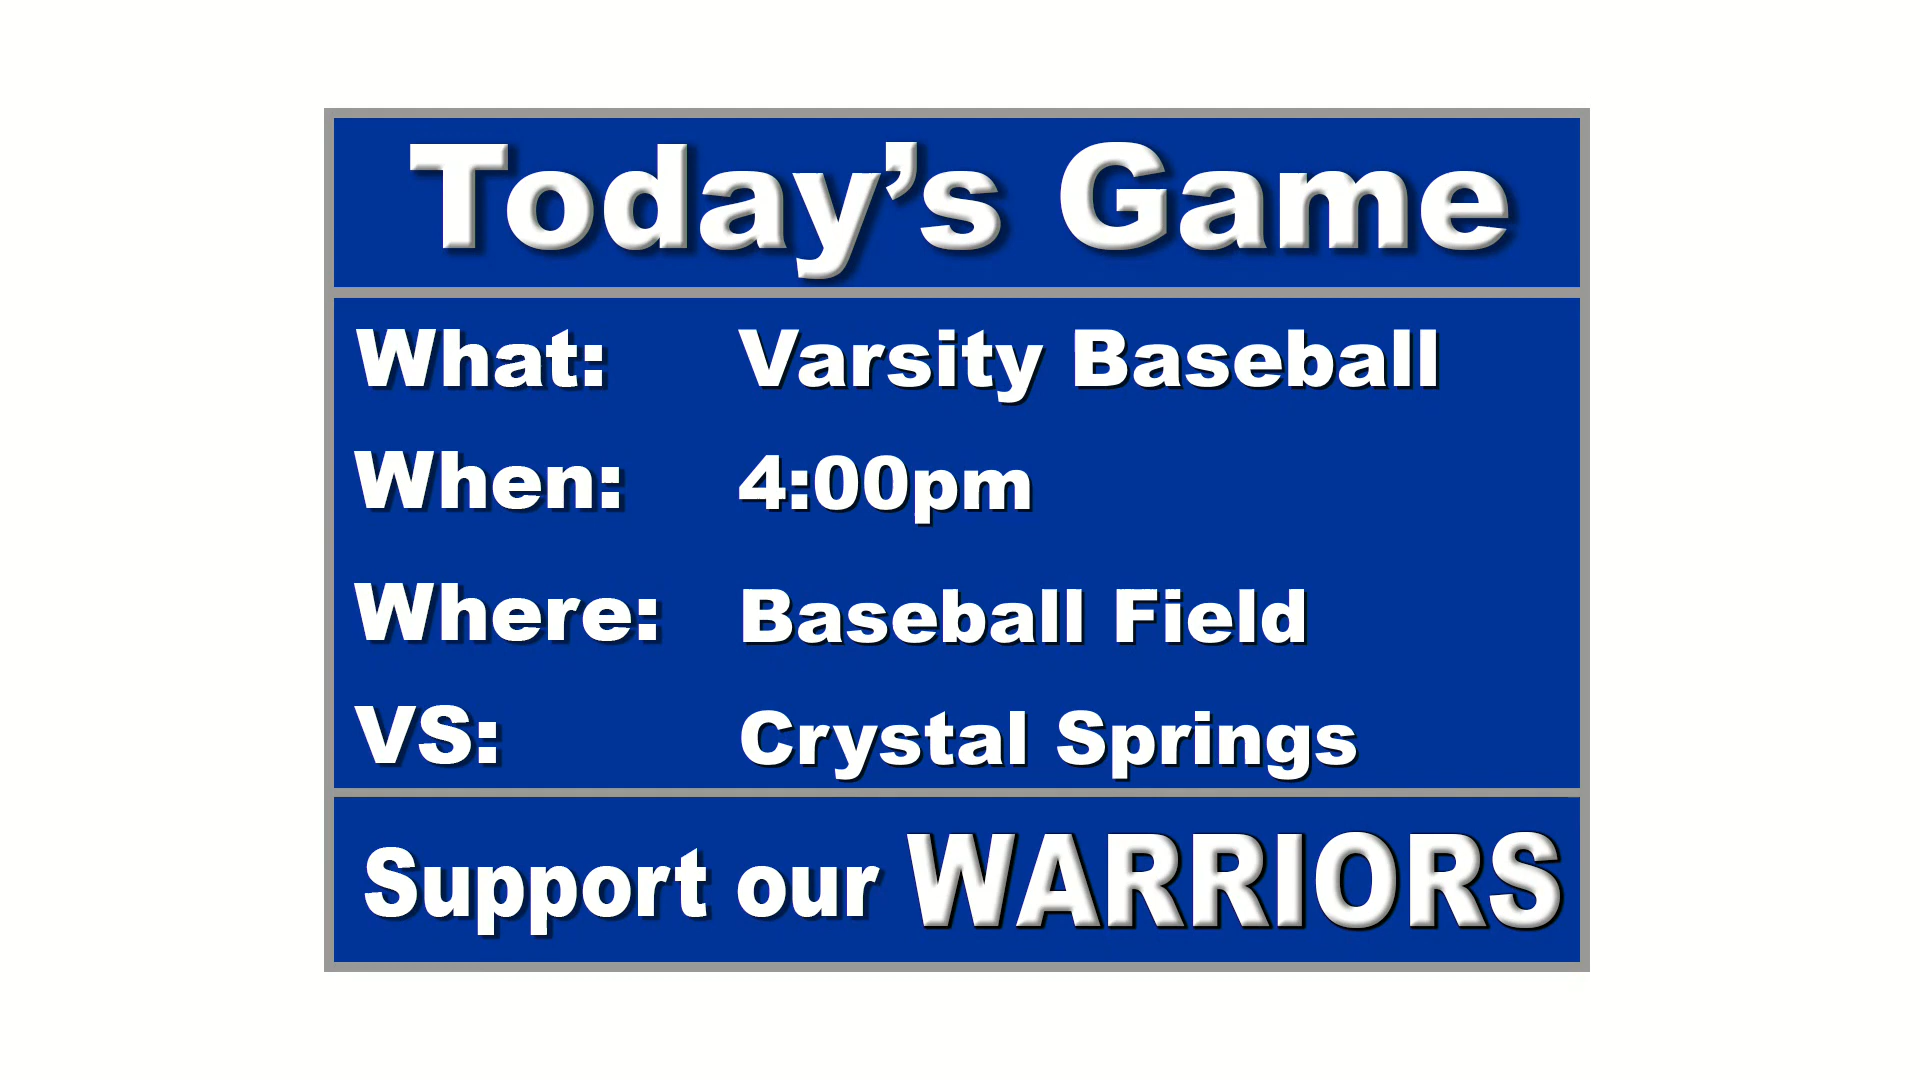 Today’s Game
What: Varsity Baseball
When: 4:00pm
Where: Baseball Field
VS: Crystal Springs
Support our WARRIORS